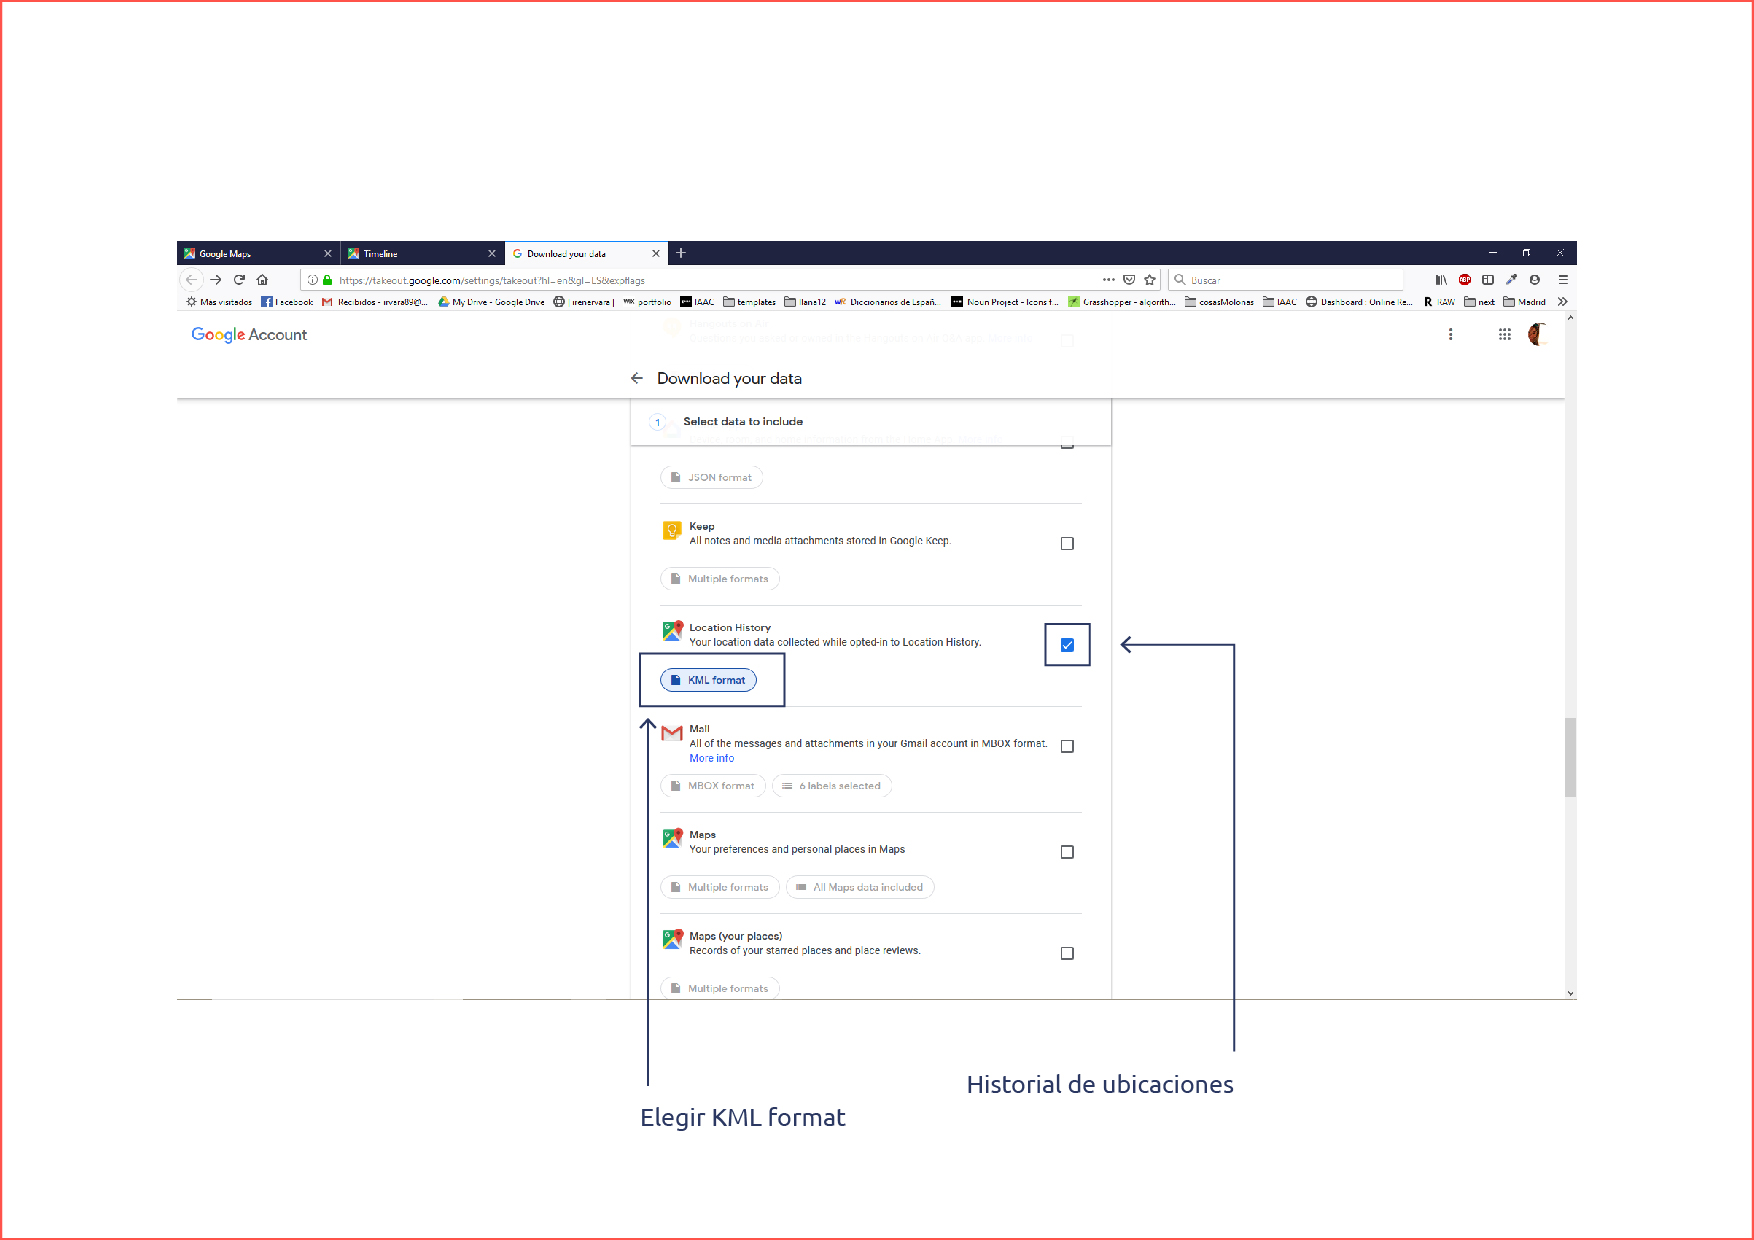 Google Maps
Timeline
Download your data
https://takeout.google.com/settings/takeout?hl=en&gl=ES&expflags
Buscar
Más visitados
Facebook
My Drive - Google Drive
portfolio
IAAC
templates
llana12
Diccionarios de Españ...
Noun Project - Icons f...
Grasshopper - algorith...
cosasMolonas
IAAC
Dashboard : Online Re...
RAW
next
Madrid
Google Account
Download your data
1 Select data to include
JSON format
Keep
All notes and media attachments stored in Google Keep.
Multiple formats
Location History
Your location data collected while opted-in to Location History.
KML format
Mail
All of the messages and attachments in your Gmail account in MBOX format.
More info
MBOX format
6 labels selected
Maps
Your preferences and personal places in Maps
Multiple formats
All Maps data included
Maps (your places)
Records of your starred places and place reviews.
Multiple formats
Historial de ubicaciones
Elegir KML format